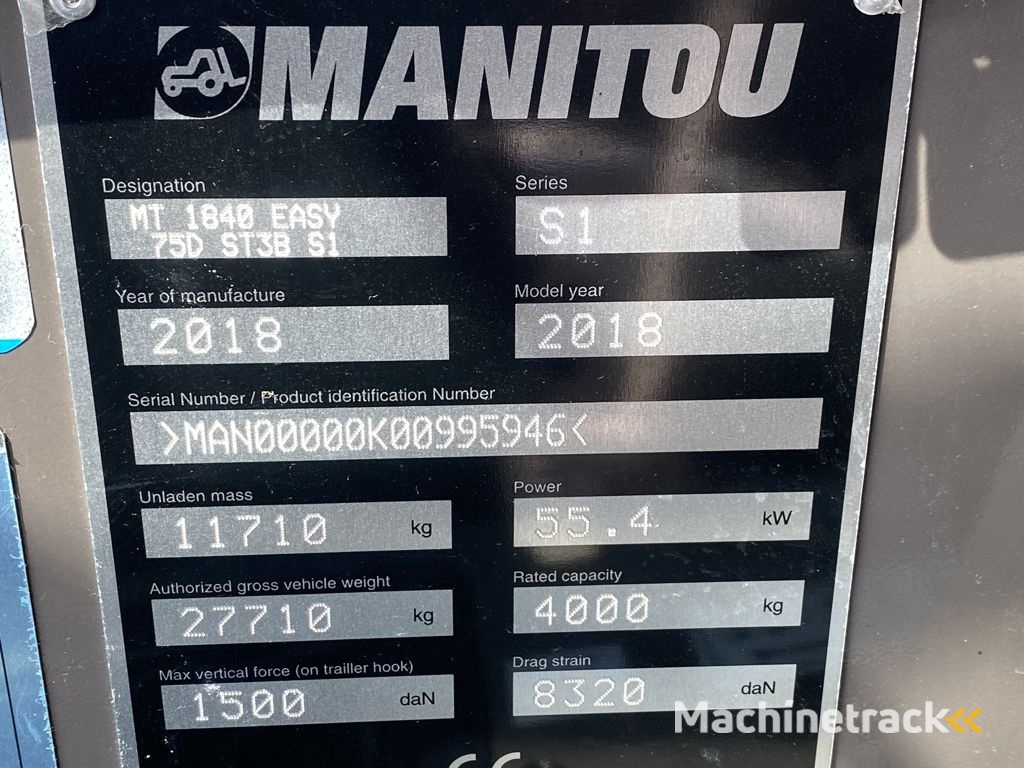 MANITOU
Designation
MT 1840 EASY
75D ST3B S1
Series
S1
Year of manufacture
2018
Model year
2018
Serial Number / Product identification Number
>MAN00000K00995946<
Unladen mass
11710 kg
Power
55.4 kW
Authorized gross vehicle weight
27710 kg
Rated capacity
4000 kg
Max vertical force (on trailler hook)
1500 daN
Drag strain
8320 daN
Machinetrack